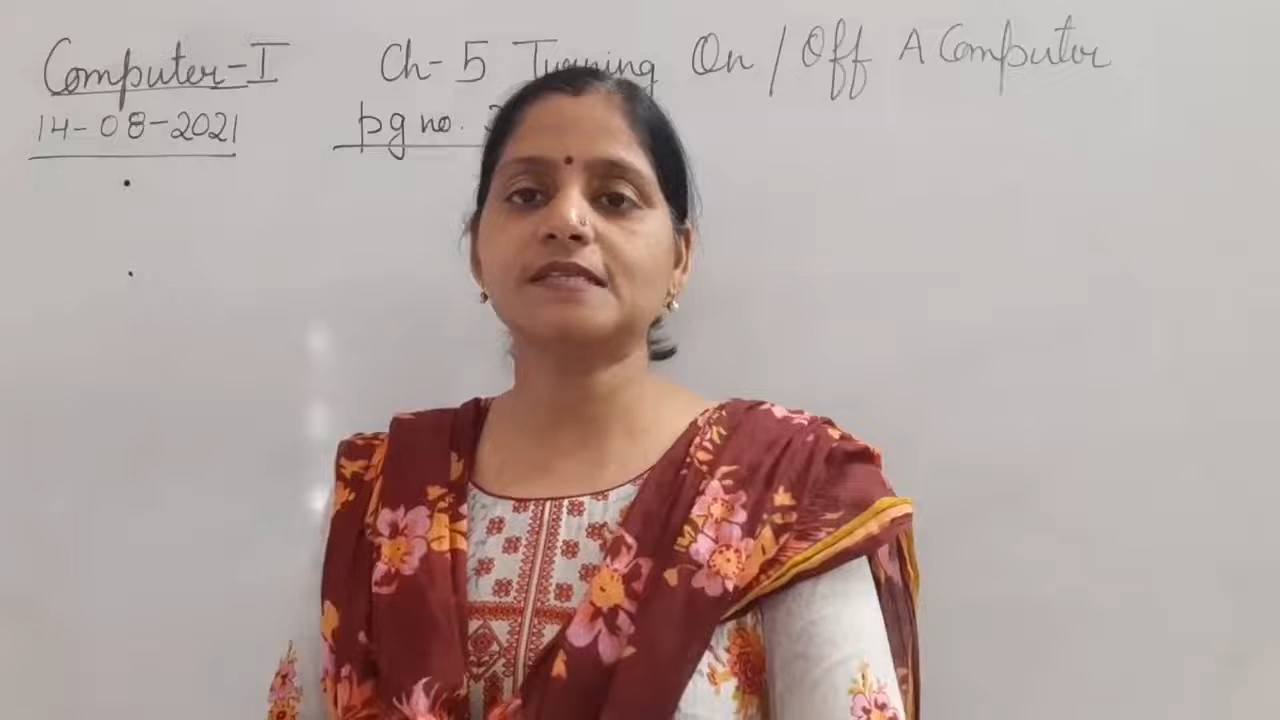 Computer-I Ch-5 Turning On / Off A Computer
14-08-2021 pg no.